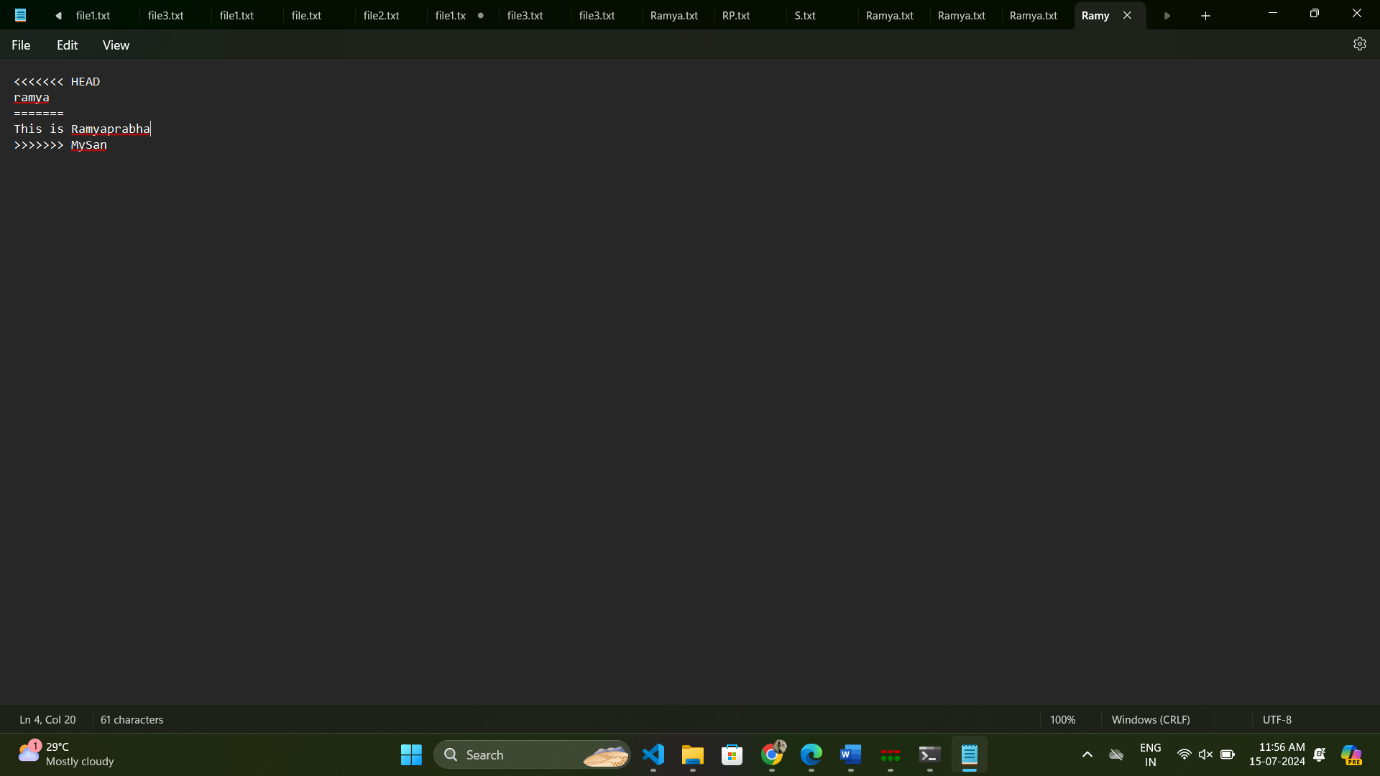 file1.txt file3.txt file1.txt file.txt file2.txt file1.tx file3.txt file3.txt Ramya.txt RP.txt S.txt Ramya.txt Ramya.txt Ramya.txt Ramy
File Edit View
<<<<<<< HEAD
ramya
=======
This is Ramyaprabha
>>>>>>> MySan
Ln 4, Col 20 61 characters 100% Windows (CRLF) UTF-8
1 29°C Search ENG 11:56 AM
Mostly cloudy IN 15-07-2024 PRE